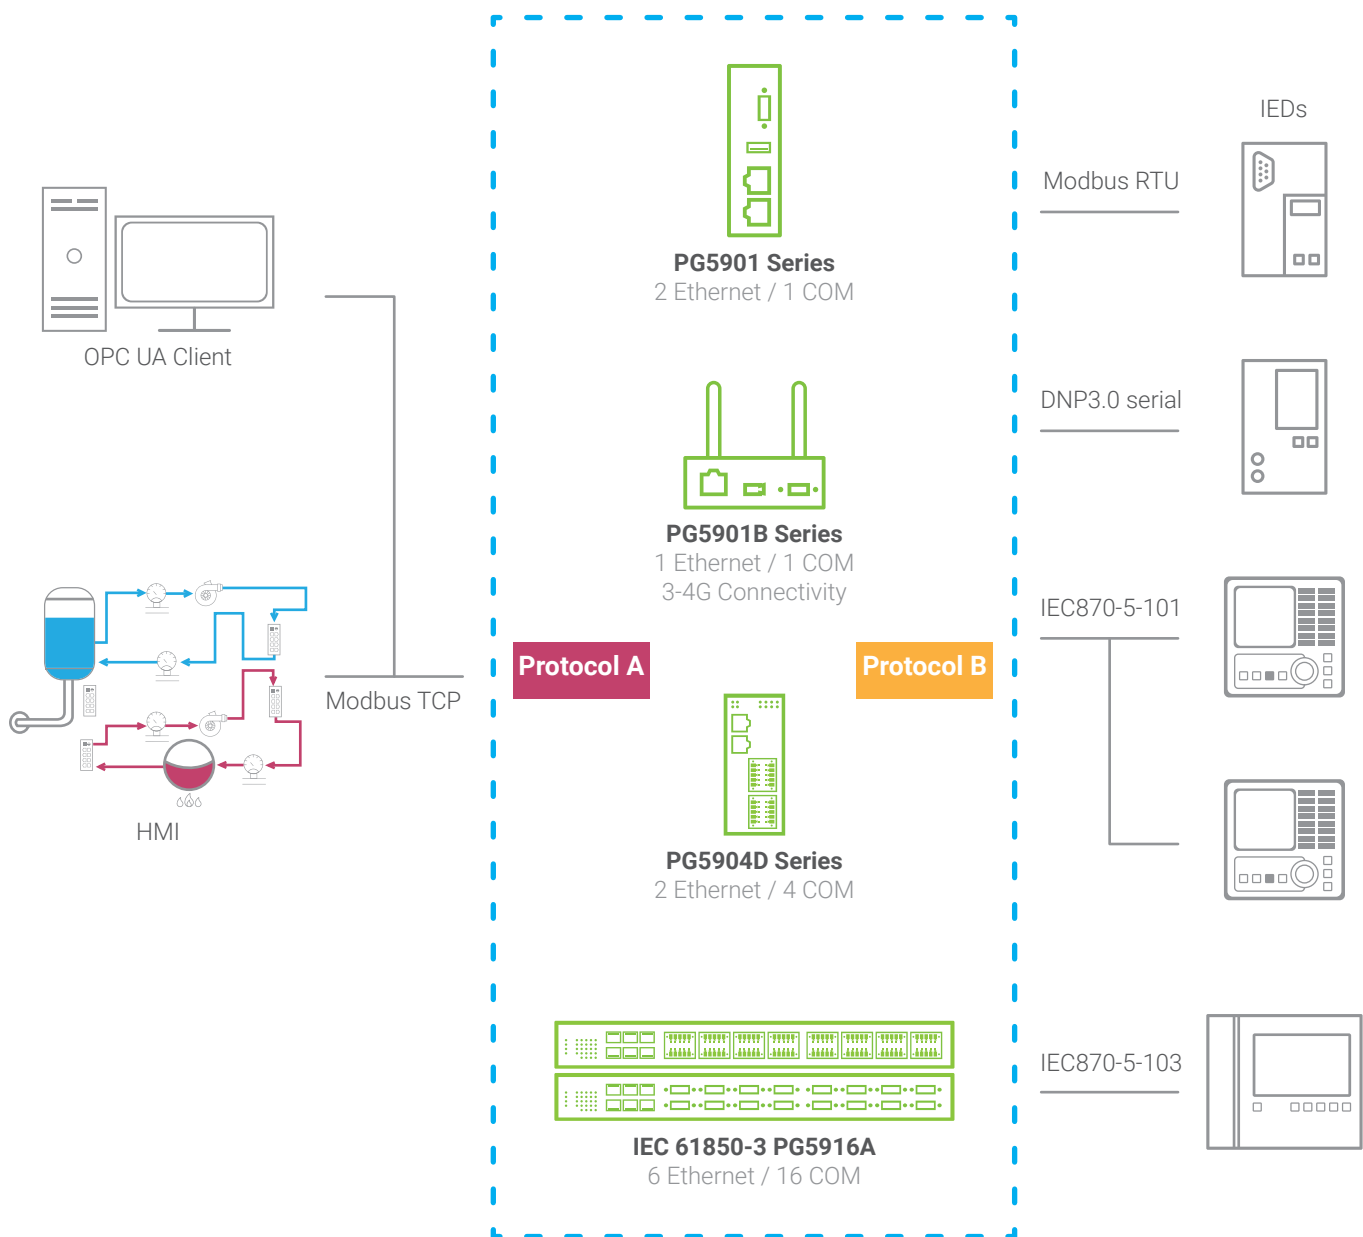 OPC UA Client
HMI
Modbus TCP
PG5901 Series
2 Ethernet / 1 COM
PG5901B Series
1 Ethernet / 1 COM
3-4G Connectivity
Protocol A
Protocol B
PG5904D Series
2 Ethernet / 4 COM
IEC 61850-3 PG5916A
6 Ethernet / 16 COM
IEDs
Modbus RTU
DNP3.0 serial
IEC870-5-101
IEC870-5-103